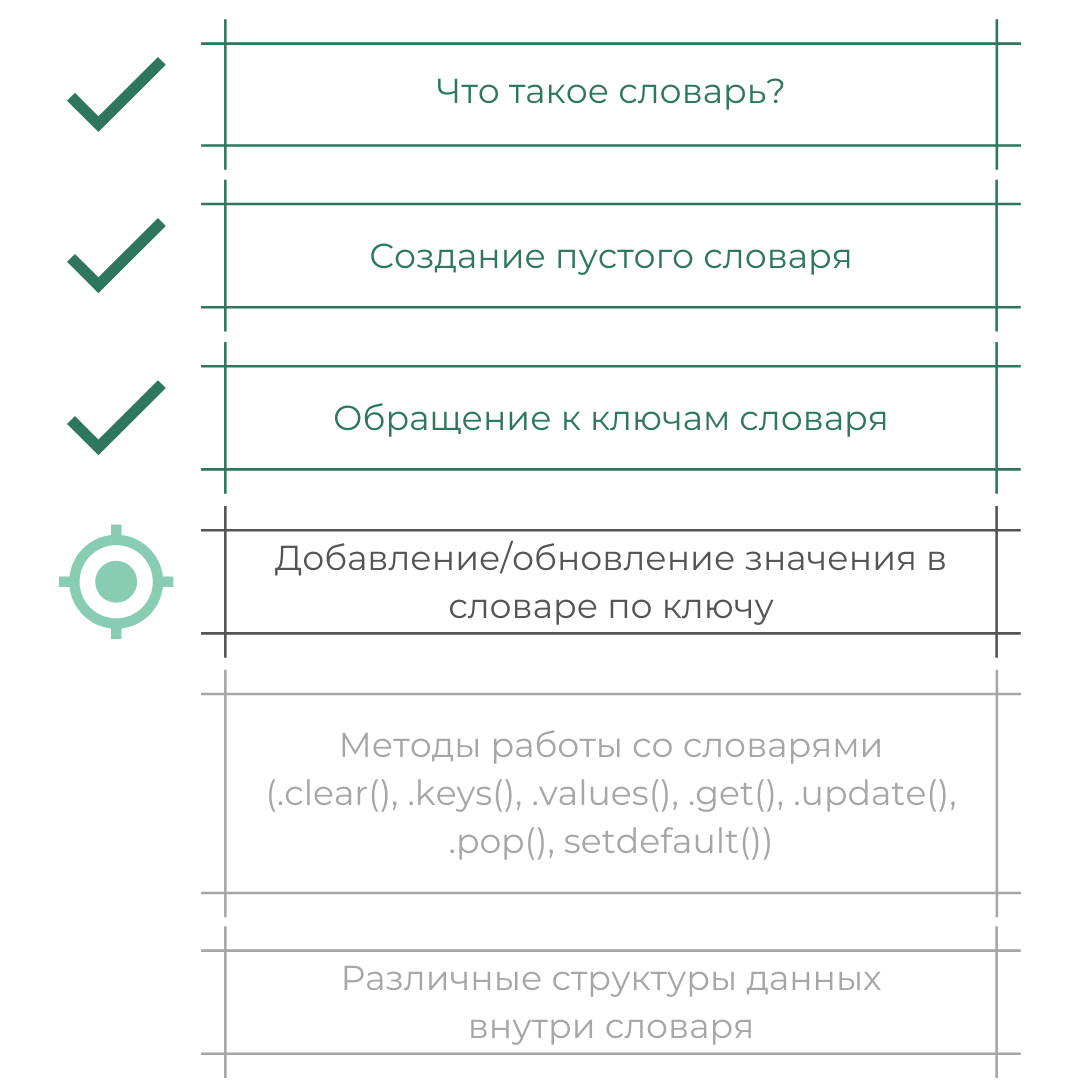 Что такое словарь?
Создание пустого словаря
Обращение к ключам словаря
Добавление/обновление значения в
словаре по ключу
Методы работы со словарями
(.clear(), .keys(), .values(), .get(), .update(),
.pop(), setdefault())
Различные структуры данных
внутри словаря